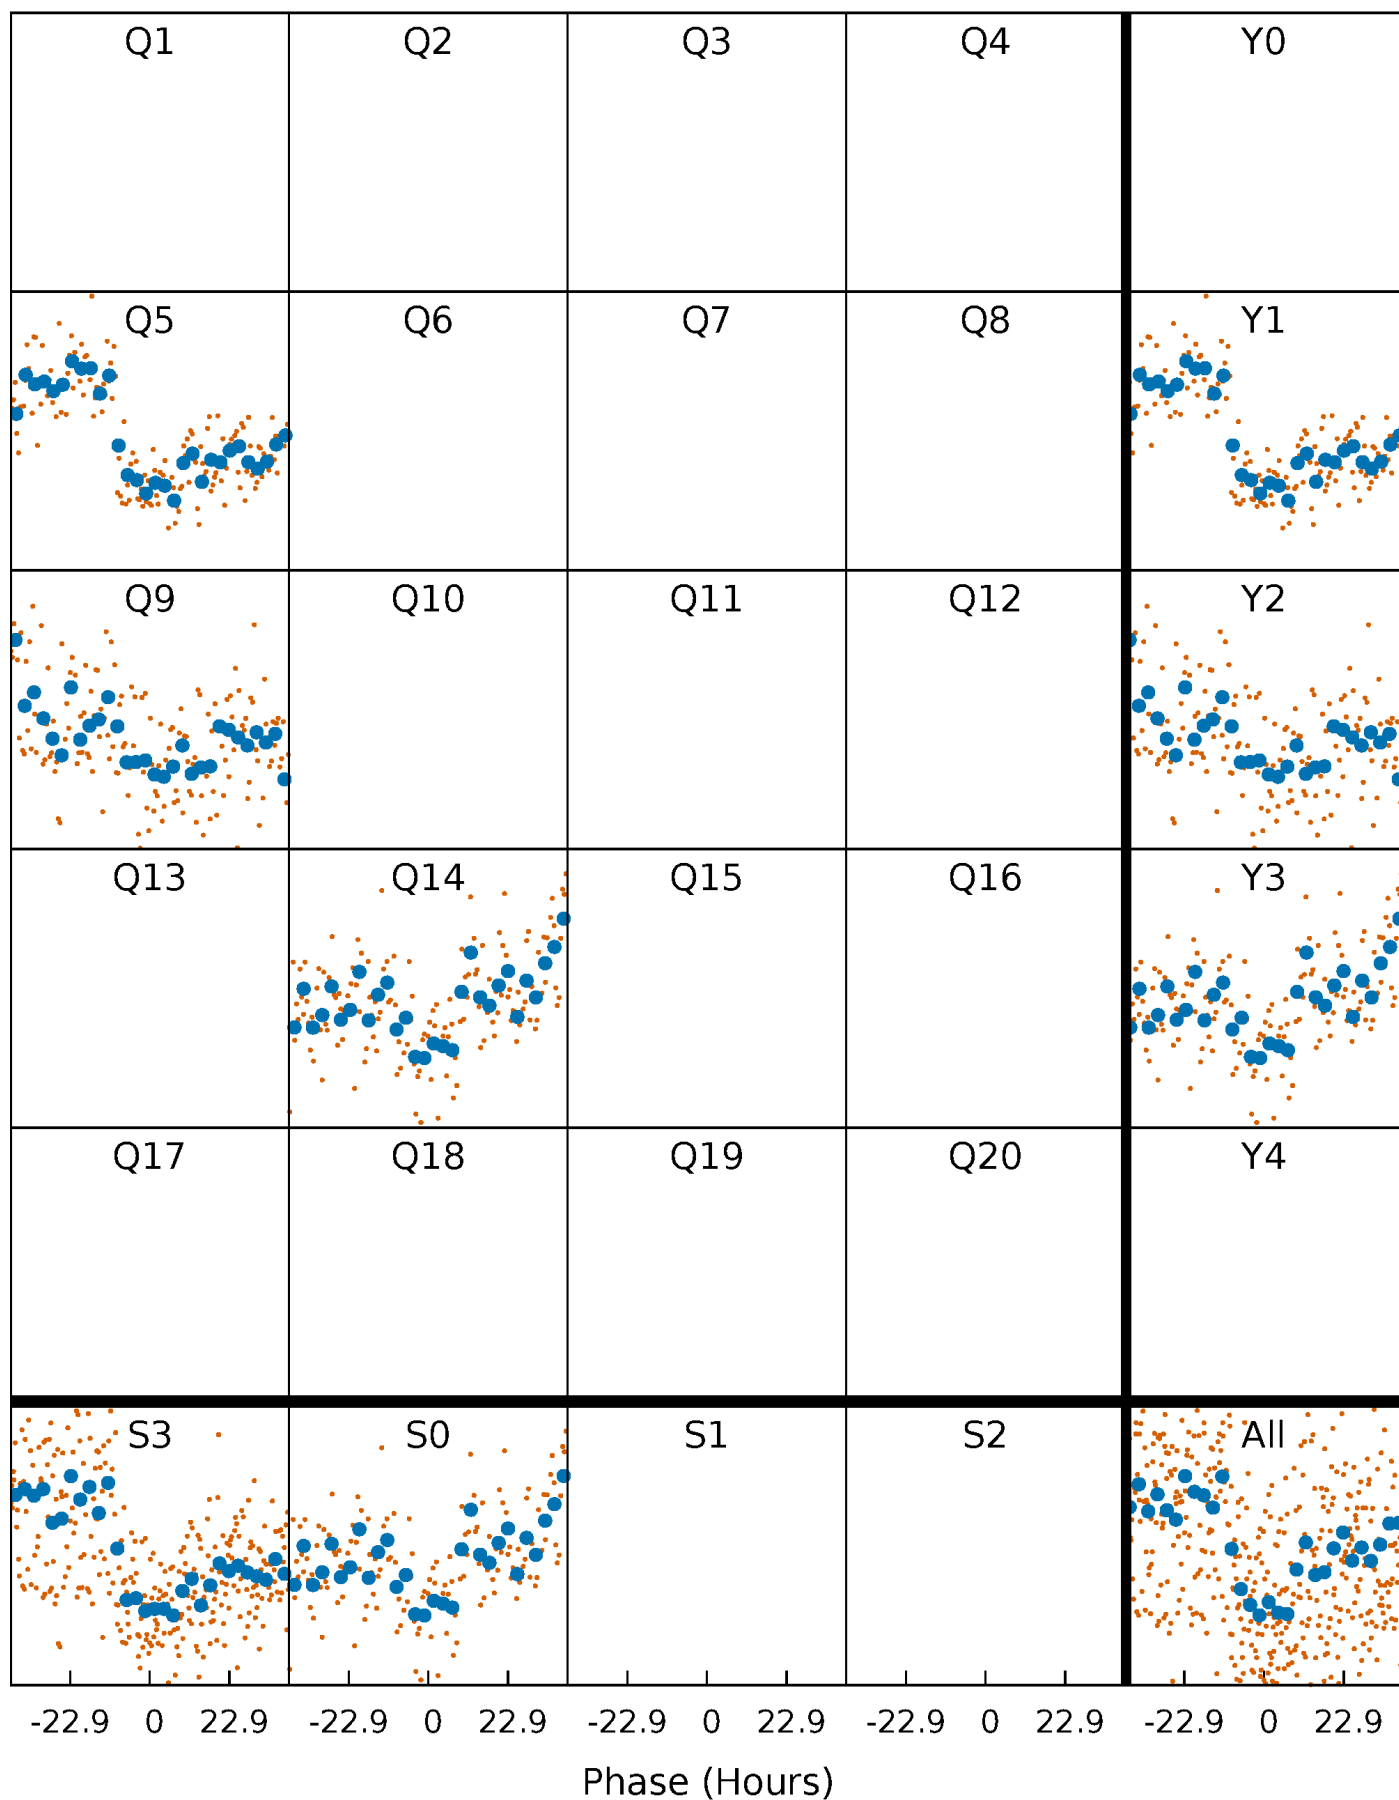 Q1 Q2 Q3 Q4 Y0
Q5 Q6 Q7 Q8 Y1
Q9 Q10 Q11 Q12 Y2
Q13 Q14 Q15 Q16 Y3
Q17 Q18 Q19 Q20 Y4
S3 S0 S1 S2 All
-22.9 0 22.9 -22.9 0 22.9 -22.9 0 22.9 -22.9 0 22.9 -22.9 0 22.9
Phase (Hours)